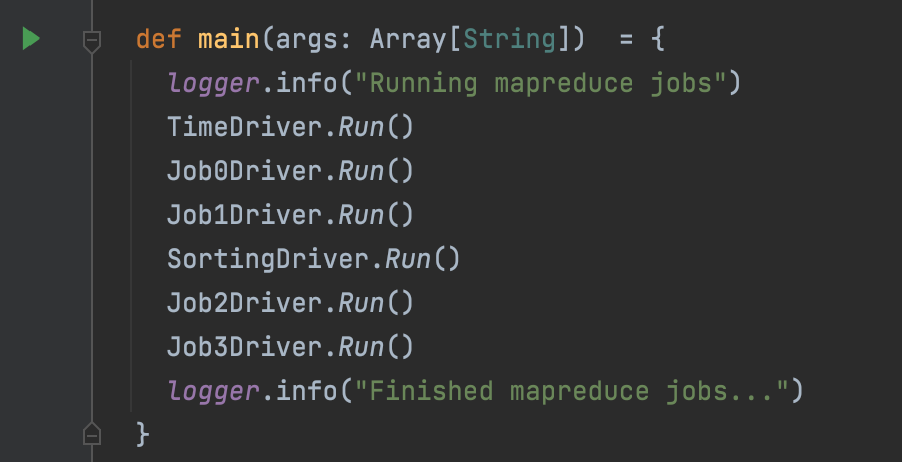 def main(args: Array[String])  = {
logger.info("Running mapreduce jobs")
TimeDriver.Run()
Job0Driver.Run()
Job1Driver.Run()
SortingDriver.Run()
Job2Driver.Run()
Job3Driver.Run()
logger.info("Finished mapreduce jobs...")
}